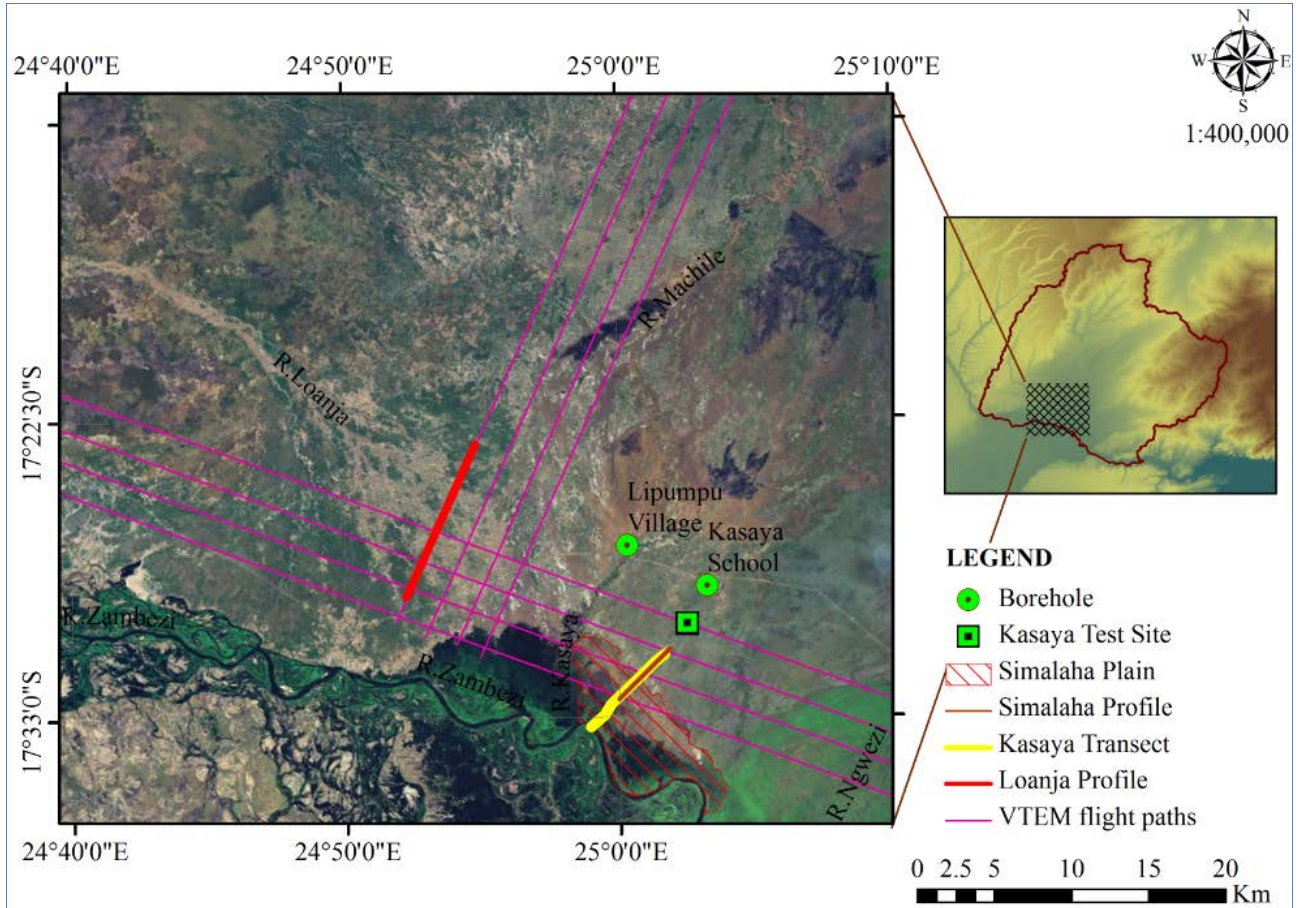 N
W E
S
1:400,000
24°40'0"E 24°50'0"E 25°0'0"E 25°10'0"E
17°22'30"S
17°33'0"S
R.Machile
R.Loanja
Lipumpu
Village
Kasaya
School
R.Zambezi
R.Zambezi
R.Kasaya
R.Ngwezi
24°40'0"E 24°50'0"E 25°0'0"E
LEGEND
Borehole
Kasaya Test Site
Simalaha Plain
Simalaha Profile
Kasaya Transect
Loanja Profile
VTEM flight paths
0 2.5 5 10 15 20
Km